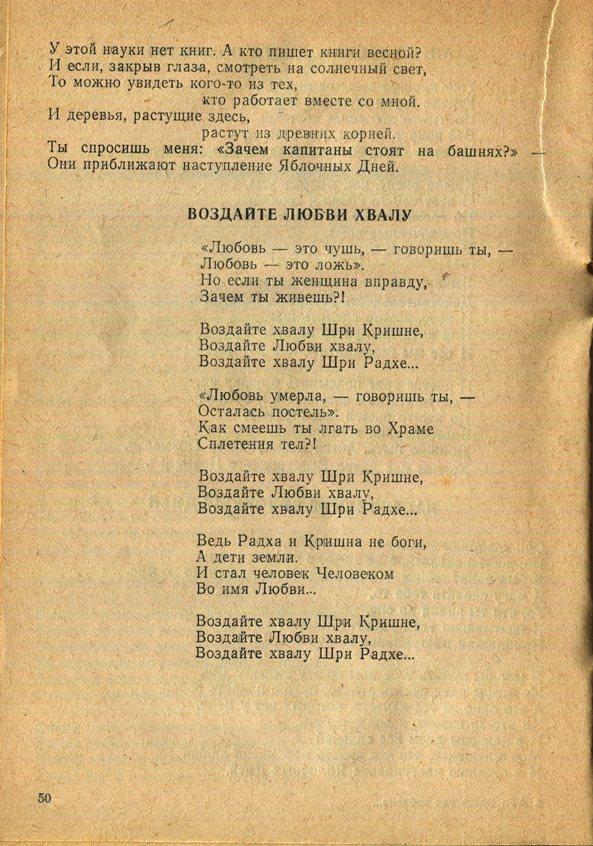 У этой науки нет книг. А кто пишет книги весной?
И если, закрыв глаза, смотреть на солнечный свет,
То можно увидеть кого-то из тех,
кто работает вместе со мной.
И деревья, растущие здесь,
растут из древних корней.
Ты спросишь меня: «Зачем капитаны стоят на башнях?» —
Они приближают наступление Яблочных Дней.
ВОЗДАЙТЕ ЛЮБВИ ХВАЛУ
«Любовь — это чушь, — говоришь ты, —
Любовь — это ложь».
Но если ты женщина вправду,
Зачем ты живешь?!
Воздайте хвалу Шри Кришне,
Воздайте Любви хвалу,
Воздайте хвалу Шри Радхе...
«Любовь умерла, — говоришь ты, —
Осталась постель».
Как смеешь ты лгать во Храме
Сплетения тел?!
Воздайте хвалу Шри Кришне,
Воздайте Любви хвалу,
Воздайте хвалу Шри Радхе...
Ведь Радха и Кришна не боги,
А дети земли.
И стал человек Человеком
Во имя Любви...
Воздайте хвалу Шри Кришне,
Воздайте Любви хвалу,
Воздайте хвалу Шри Радхе...
50